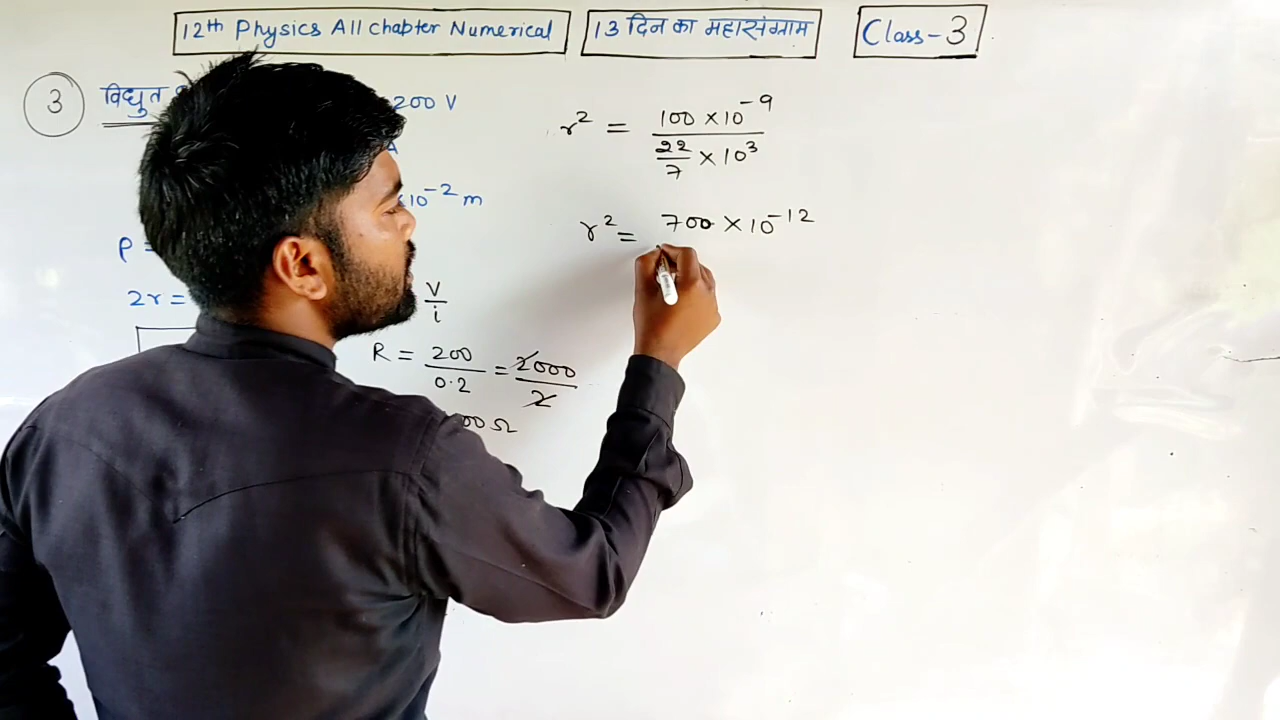 12th Physics All chapter Numerical
13 दिन का महासंग्राम
Class-3
3
विद्युत
200 V
A
×10⁻² m
ρ =
2r =
V/i
R = 200/0.2 = 2000/2
00 Ω
r² = 100 × 10⁻⁹ / 22/7 × 10³
r² = 700 × 10⁻¹²